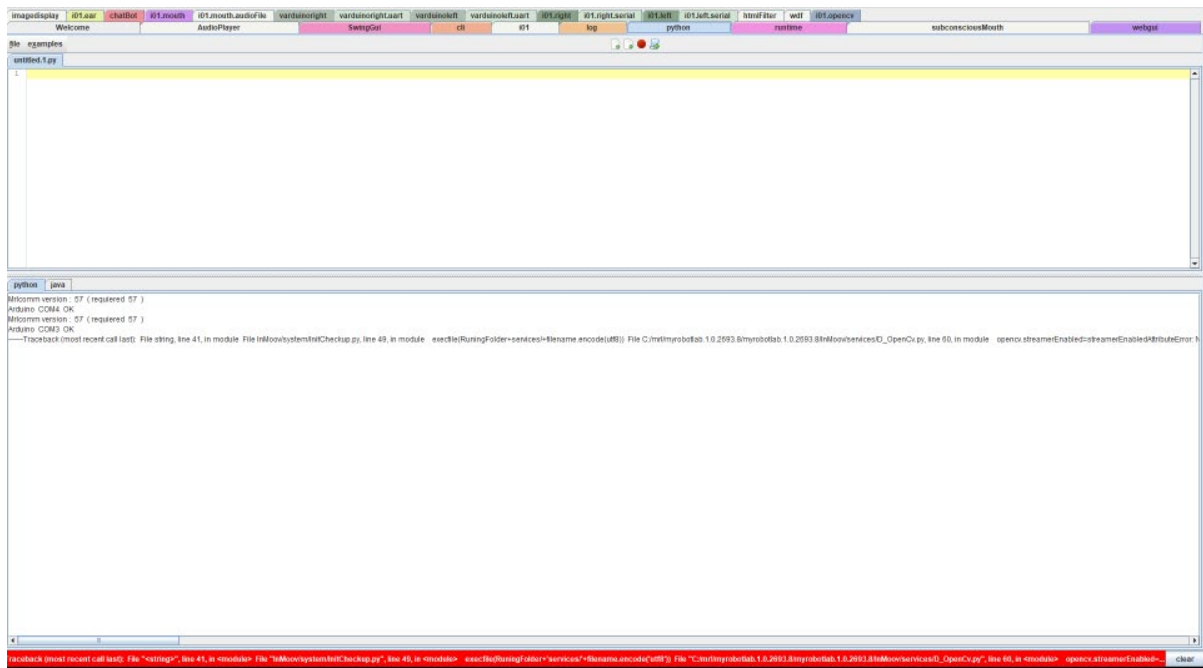 imagedisplay i01.ear chatBot i01.mouth i01.mouth.audioFile varduinoright varduinoright.uart varduinoleft varduinoleft.uart i01.right i01.right.serial i01.left i01.left.serial htmlFilter wdf i01.opencv
Welcome AudioPlayer SwingGui cli i01 log python runtime subconsciousMouth webgui
file examples
untitled.1.py
1
python java
Mrlcomm version : 57 ( requiered 57 )
Arduino COM4 OK
Mrlcomm version : 57 ( requiered 57 )
Arduino COM3 OK
------Traceback (most recent call last): File string, line 41, in module File InMoov/system/InitCheckup.py, line 49, in module execfile(RuningFolder+services/+filename.encode(utf8)) File C:/mrl/myrobotlab.1.0.2693.8/myrobotlab.1.0.2693.8/InMoov/services/D_OpenCv.py, line 60, in module opencv.streamerEnabled=streamerEnabledAttributeError: N
Traceback (most recent call last): File "<string>", line 41, in <module> File "InMoov/system/InitCheckup.py", line 49, in <module> execfile(RuningFolder+'services/'+filename.encode('utf8')) File "C:/mrl/myrobotlab.1.0.2693.8/myrobotlab.1.0.2693.8/InMoov/services/D_OpenCv.py", line 60, in <module> opencv.streamerEnabled=... clear